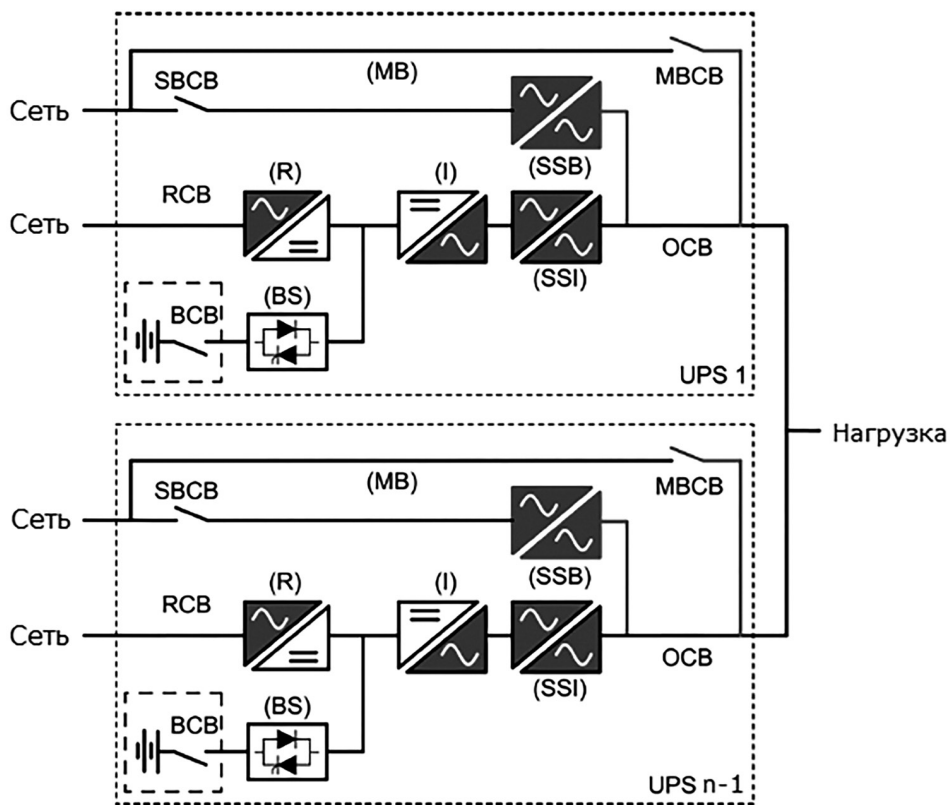 (MB)
MBCB
SBCB
Сеть
(SSB)
(R)
(I)
RCB
Сеть
OCB
(SSI)
(BS)
BCB
UPS 1
Нагрузка
(MB)
MBCB
SBCB
Сеть
(SSB)
(R)
(I)
RCB
Сеть
OCB
(SSI)
(BS)
BCB
UPS n-1